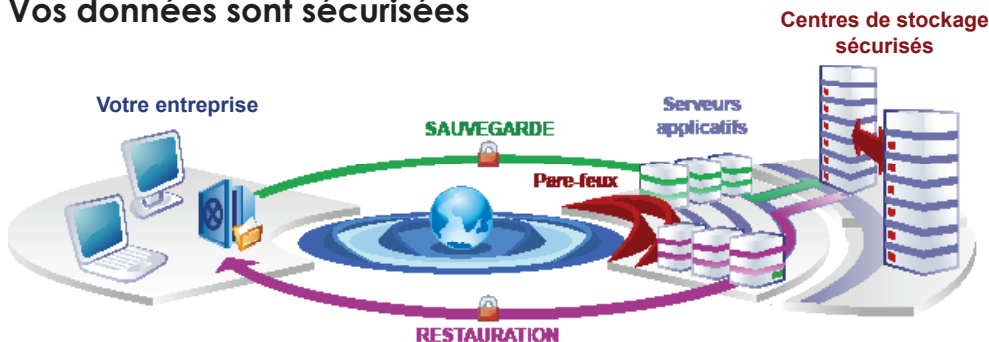 Vos données sont sécurisées
Centres de stockage
sécurisés
Votre entreprise
Serveurs
applicatifs
SAUVEGARDE
Pare-feux
RESTAURATION